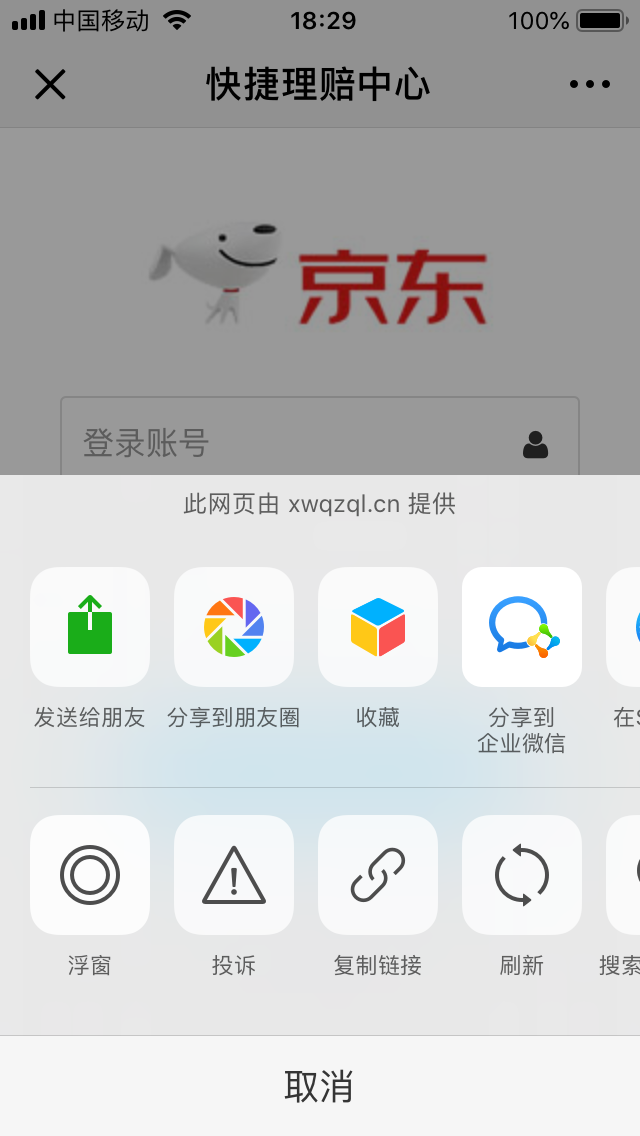 中国移动 18:29 100%
快捷理赔中心
京东
登录账号
此网页由 xwqzql.cn 提供
发送给朋友 分享到朋友圈 收藏 分享到 在S
企业微信
浮窗 投诉 复制链接 刷新 搜索
取消